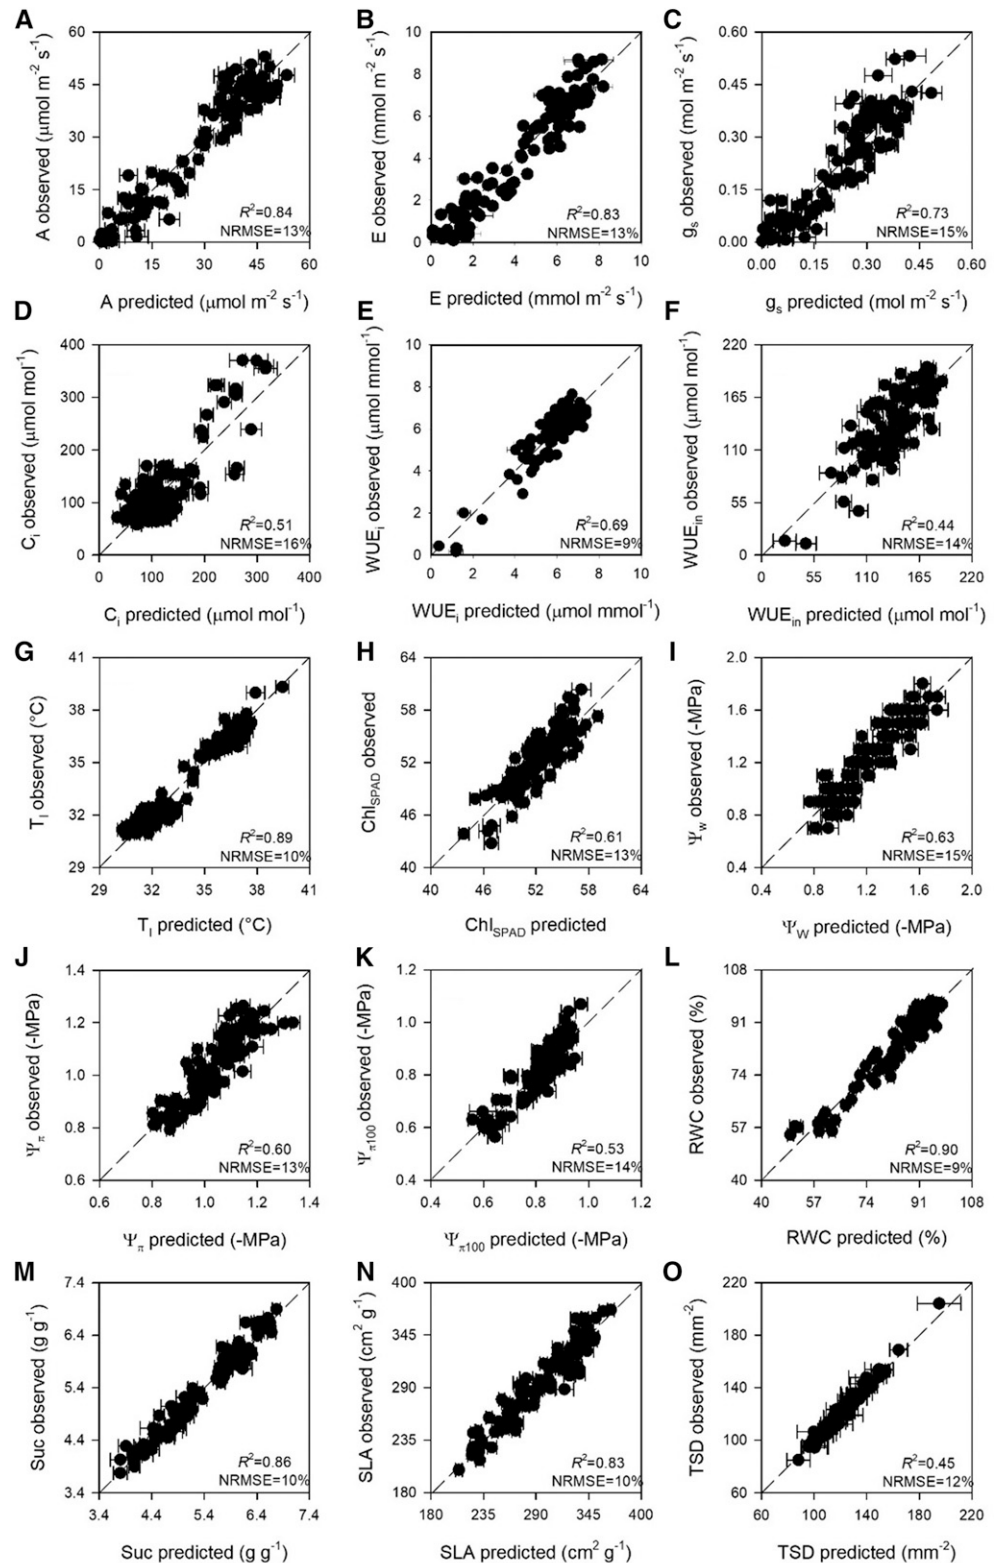 A
A observed (µmol m⁻² s⁻¹)
60
45
30
15
0
R²=0.84
NRMSE=13%
0 15 30 45 60
A predicted (µmol m⁻² s⁻¹)
B
E observed (mmol m⁻² s⁻¹)
10
8
6
4
2
0
R²=0.83
NRMSE=13%
0 2 4 6 8 10
E predicted (mmol m⁻² s⁻¹)
C
gs observed (mol m⁻² s⁻¹)
0.60
0.45
0.30
0.15
0.00
R²=0.73
NRMSE=15%
0.00 0.15 0.30 0.45 0.60
gs predicted (mol m⁻² s⁻¹)
D
Ci observed (µmol mol⁻¹)
400
300
200
100
0
R²=0.51
NRMSE=16%
0 100 200 300 400
Ci predicted (µmol mol⁻¹)
E
WUEi observed (µmol mmol⁻¹)
10
8
6
4
2
0
R²=0.69
NRMSE=9%
0 2 4 6 8 10
WUEi predicted (µmol mmol⁻¹)
F
WUEin observed (µmol mol⁻¹)
220
165
110
55
0
R²=0.44
NRMSE=14%
0 55 110 165 220
WUEin predicted (µmol mol⁻¹)
G
Tl observed (°C)
41
38
35
32
29
R²=0.89
NRMSE=10%
29 32 35 38 41
Tl predicted (°C)
H
ChlSPAD observed
64
58
52
46
40
R²=0.61
NRMSE=13%
40 46 52 58 64
ChlSPAD predicted
I
Ψw observed (-MPa)
2.0
1.6
1.2
0.8
0.4
R²=0.63
NRMSE=15%
0.4 0.8 1.2 1.6 2.0
ΨW predicted (-MPa)
J
Ψπ observed (-MPa)
1.4
1.2
1.0
0.8
0.6
R²=0.60
NRMSE=13%
0.6 0.8 1.0 1.2 1.4
Ψπ predicted (-MPa)
K
Ψπ100 observed (-MPa)
1.2
1.0
0.8
0.6
0.4
R²=0.53
NRMSE=14%
0.4 0.6 0.8 1.0 1.2
Ψπ100 predicted (-MPa)
L
RWC observed (%)
108
91
74
57
40
R²=0.90
NRMSE=9%
40 57 74 91 108
RWC predicted (%)
M
Suc observed (g g⁻¹)
7.4
6.4
5.4
4.4
3.4
R²=0.86
NRMSE=10%
3.4 4.4 5.4 6.4 7.4
Suc predicted (g g⁻¹)
N
SLA observed (cm² g⁻¹)
400
345
290
235
180
R²=0.83
NRMSE=10%
180 235 290 345 400
SLA predicted (cm² g⁻¹)
O
TSD observed (mm⁻²)
220
180
140
100
60
R²=0.45
NRMSE=12%
60 100 140 180 220
TSD predicted (mm⁻²)